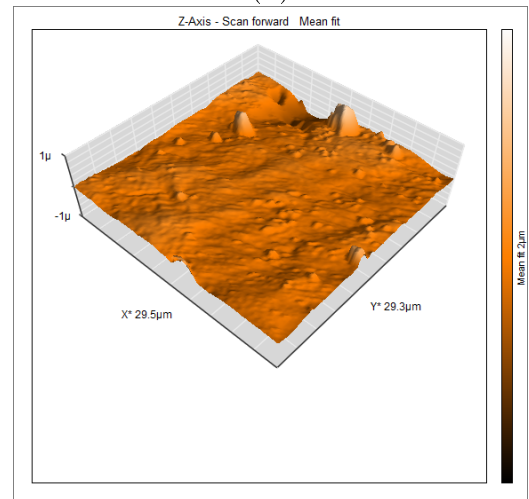 Z-Axis - Scan forward Mean fit
1µ
-1µ
X* 29.5µm
Y* 29.3µm
Mean fit 2µm